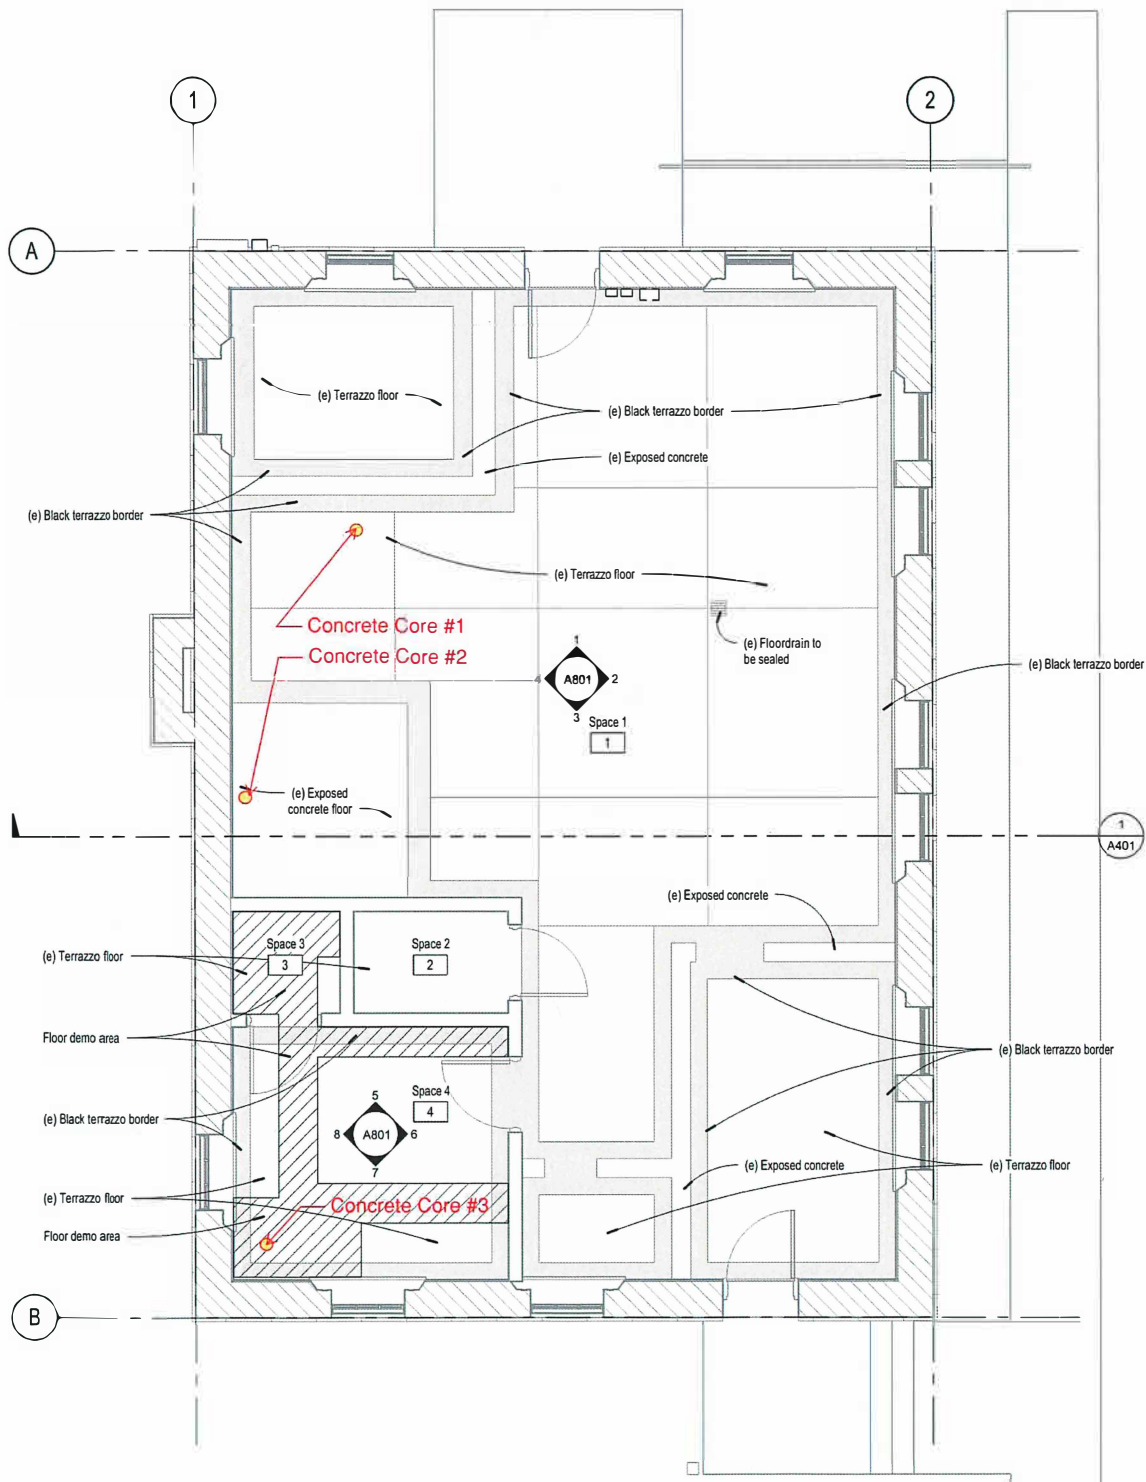 1
2
A
(e) Terrazzo floor
(e) Black terrazzo border
(e) Exposed concrete
(e) Black terrazzo border
(e) Terrazzo floor
Concrete Core #1
(e) Floordrain to
be sealed
Concrete Core #2
1
4
A801
2
3
(e) Black terrazzo border
Space 1
1
(e) Exposed
concrete floor
1
A401
(e) Exposed concrete
Space 3
3
Space 2
2
(e) Terrazzo floor
Floor demo area
(e) Black terrazzo border
Space 4
4
5
8
A801
6
7
(e) Black terrazzo border
(e) Exposed concrete
(e) Terrazzo floor
(e) Terrazzo floor
Concrete Core #3
Floor demo area
B